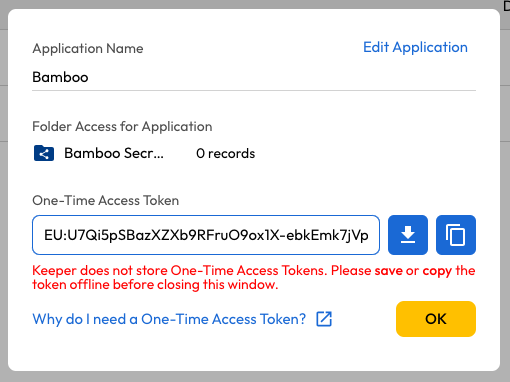 Application Name
Edit Application
Bamboo
Folder Access for Application
Bamboo Secr...
0 records
One-Time Access Token
EU:U7Qi5pSBazXZXb9RFruO9ox1X-ebkEmk7jVp
Keeper does not store One-Time Access Tokens. Please save or copy the
token offline before closing this window.
Why do I need a One-Time Access Token?
OK